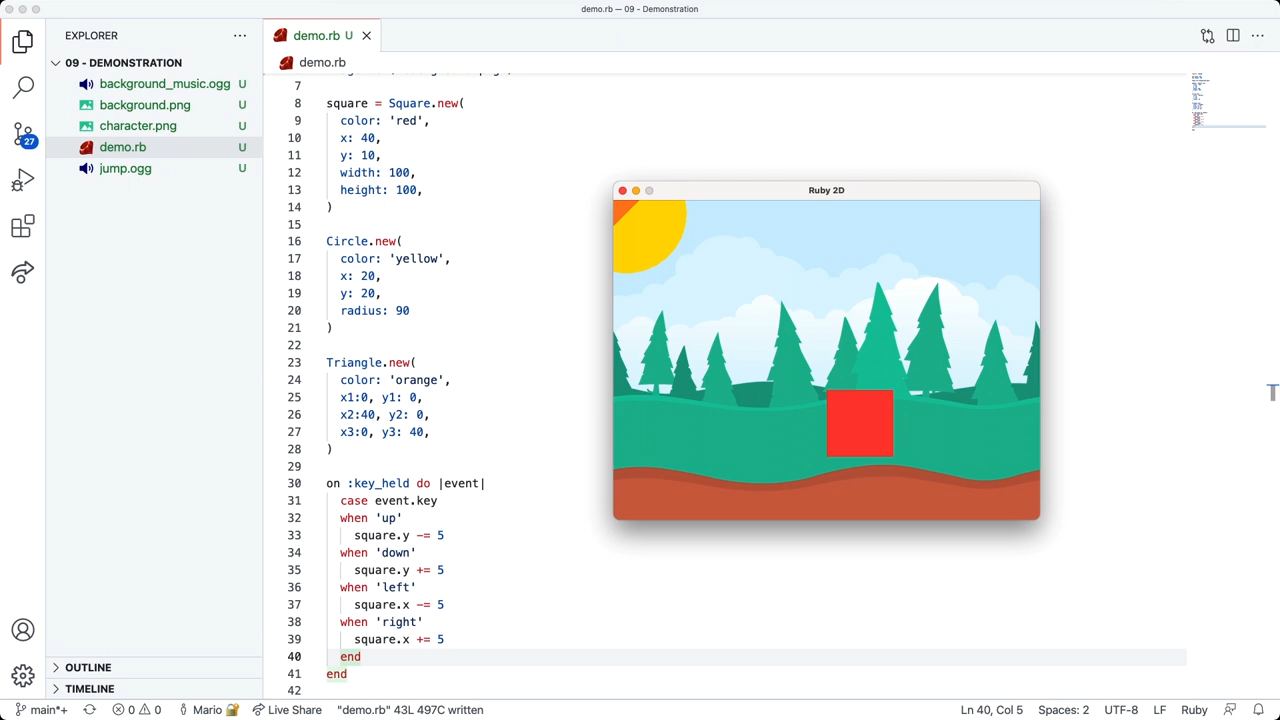 demo.rb — 09 - Demonstration
EXPLORER
demo.rb U
09 - DEMONSTRATION
background_music.ogg U
background.png U
character.png U
demo.rb U
jump.ogg U
27
demo.rb
7
8 square = Square.new(
9 color: 'red',
10 x: 40,
11 y: 10,
12 width: 100,
13 height: 100,
14 )
15
16 Circle.new(
17 color: 'yellow',
18 x: 20,
19 y: 20,
20 radius: 90
21 )
22
23 Triangle.new(
24 color: 'orange',
25 x1:0, y1: 0,
26 x2:40, y2: 0,
27 x3:0, y3: 40,
28 )
29
30 on :key_held do |event|
31 case event.key
32 when 'up'
33 square.y -= 5
34 when 'down'
35 square.y += 5
36 when 'left'
37 square.x -= 5
38 when 'right'
39 square.x += 5
40 end
41 end
42
Ruby 2D
OUTLINE
TIMELINE
main*+ 0 0 Mario Live Share "demo.rb" 43L 497C written Ln 40, Col 5 Spaces: 2 UTF-8 LF Ruby